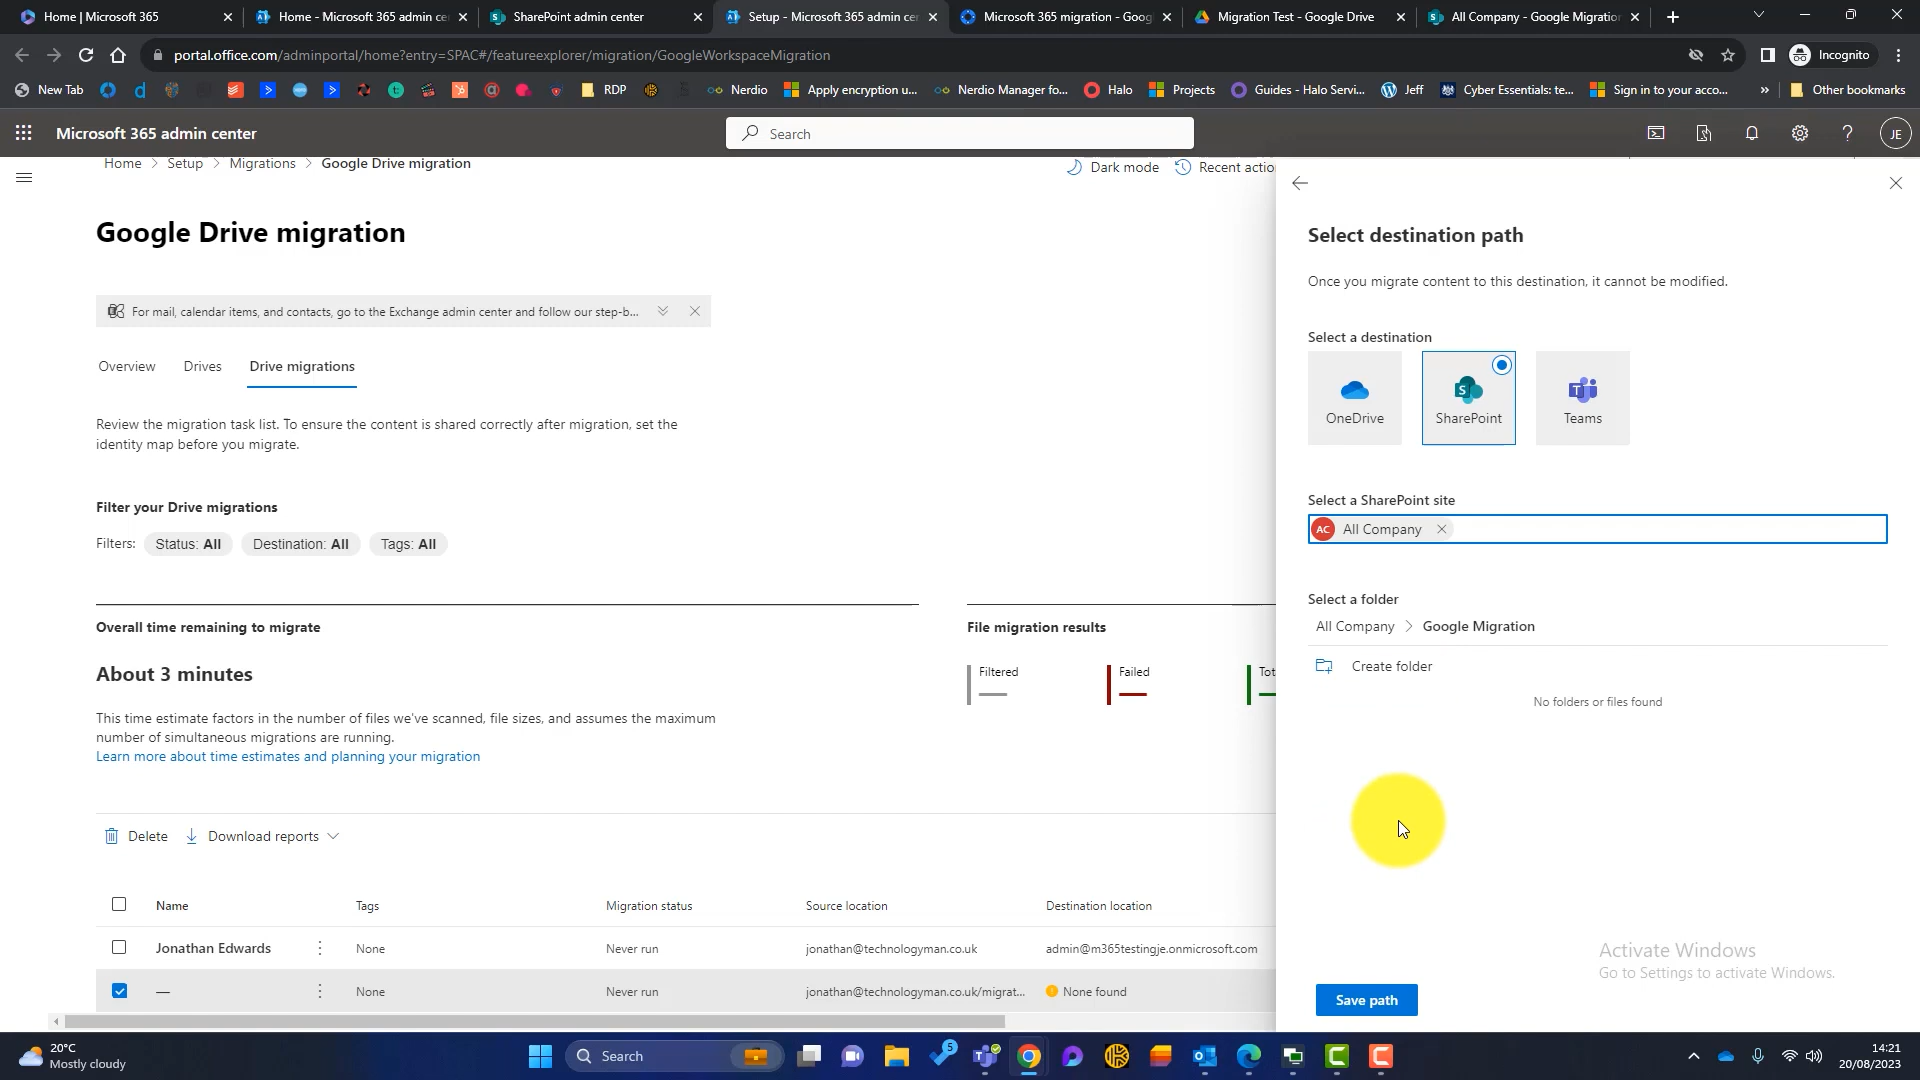 Home | Microsoft 365
Home - Microsoft 365 admin ce
SharePoint admin center
Setup - Microsoft 365 admin cen
Microsoft 365 migration - Goog
Migration Test - Google Drive
All Company - Google Migration
portal.office.com/adminportal/home?entry=SPAC#/featureexplorer/migration/GoogleWorkspaceMigration
Incognito
New Tab
RDP
Nerdio
Apply encryption u...
Nerdio Manager fo...
Halo
Projects
Guides - Halo Servi...
Jeff
Cyber Essentials: te...
Sign in to your acco...
»
Other bookmarks
Microsoft 365 admin center
Search
JE
Home > Setup > Migrations > Google Drive migration
Dark mode
Recent actio
Google Drive migration
For mail, calendar items, and contacts, go to the Exchange admin center and follow our step-b...
Overview
Drives
Drive migrations
Review the migration task list. To ensure the content is shared correctly after migration, set the
identity map before you migrate.
Filter your Drive migrations
Filters:
Status: All
Destination: All
Tags: All
Overall time remaining to migrate
About 3 minutes
This time estimate factors in the number of files we've scanned, file sizes, and assumes the maximum
number of simultaneous migrations are running.
Learn more about time estimates and planning your migration
File migration results
Filtered
—
Failed
—
Tot
Delete
Download reports
Name
Tags
Migration status
Source location
Destination location
Jonathan Edwards
None
Never run
jonathan@technologyman.co.uk
admin@m365testingje.onmicrosoft.com
—
None
Never run
jonathan@technologyman.co.uk/migrat...
None found
Select destination path
Once you migrate content to this destination, it cannot be modified.
Select a destination
OneDrive
SharePoint
Teams
Select a SharePoint site
AC All Company
Select a folder
All Company > Google Migration
Create folder
No folders or files found
Activate Windows
Go to Settings to activate Windows.
Save path
20°C
Mostly cloudy
Search
5
14:21
20/08/2023